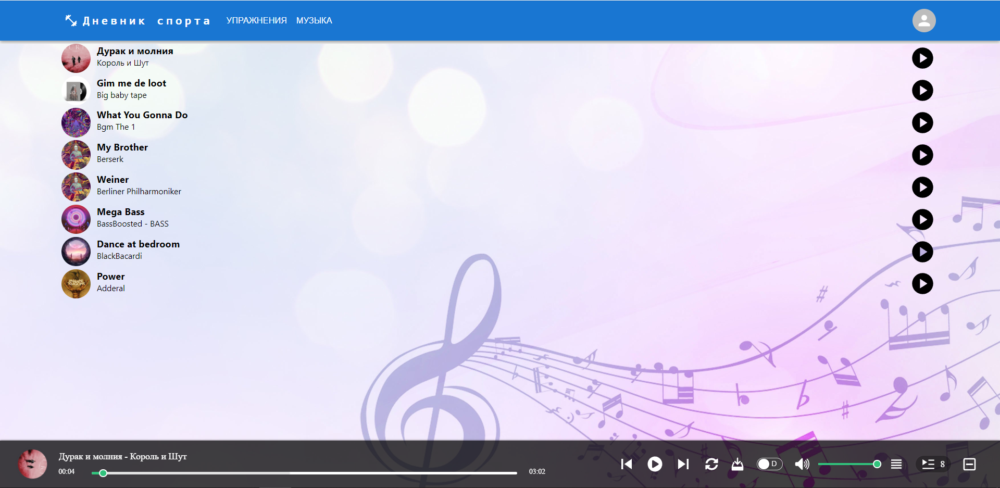 Дневник спорта УПРАЖНЕНИЯ МУЗЫКА
Дурак и молния
Король и Шут
Gim me de loot
Big baby tape
What You Gonna Do
Bgm The 1
My Brother
Berserk
Weiner
Berliner Philharmoniker
Mega Bass
BassBoosted - BASS
Dance at bedroom
BlackBacardi
Power
Adderal
Дурак и молния - Король и Шут
00:04 03:02
D 8